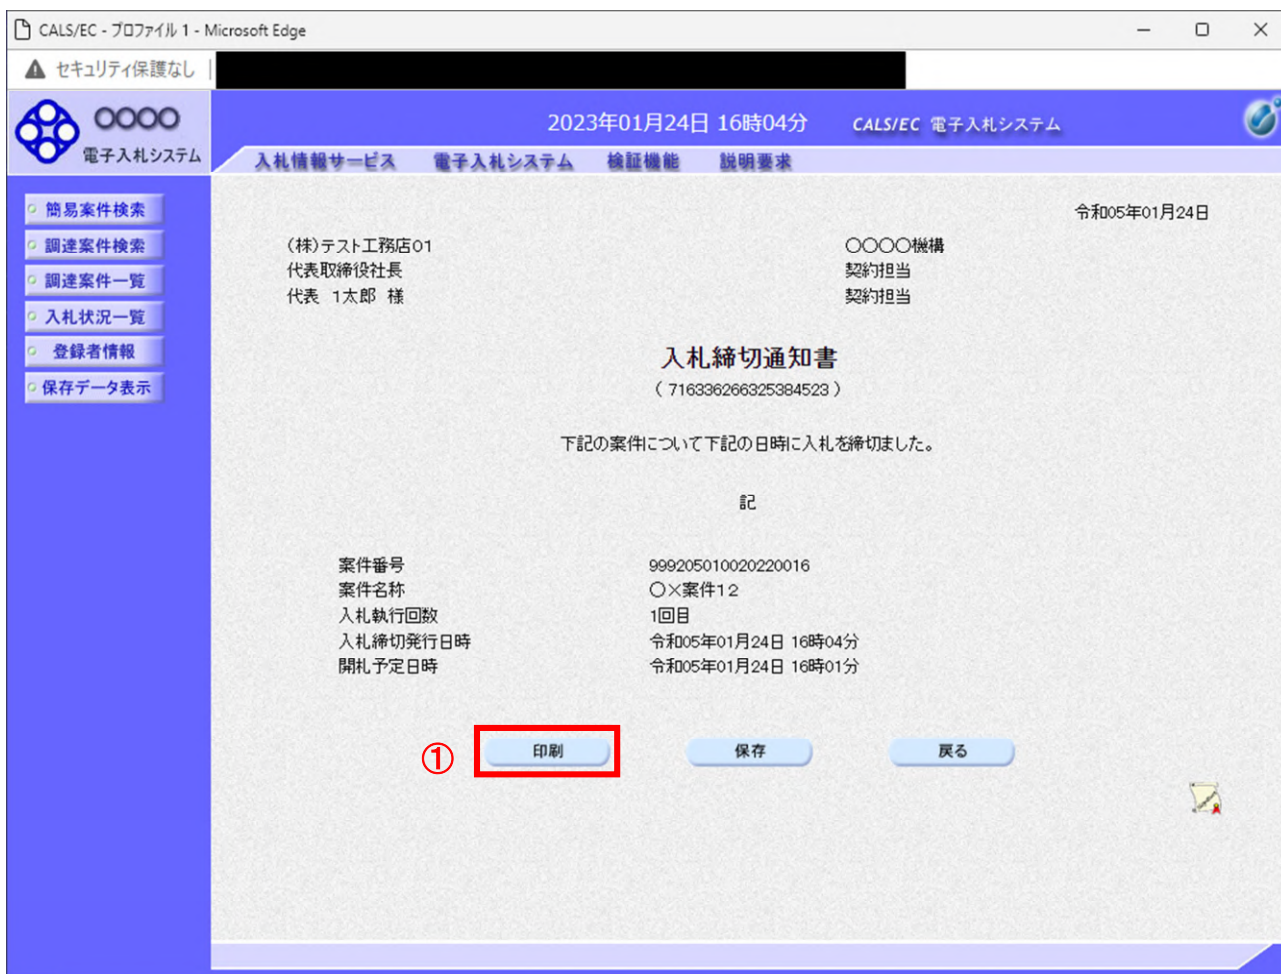 CALS/EC - プロファイル 1 - Microsoft Edge
セキュリティ保護なし
○○○○
電子入札システム
2023年01月24日 16時04分
CALS/EC 電子入札システム
入札情報サービス
電子入札システム
検証機能
説明要求
簡易案件検索
調達案件検索
調達案件一覧
入札状況一覧
登録者情報
保存データ表示
令和05年01月24日
(株)テスト工務店01
代表取締役社長
代表 1太郎 様
○○○○機構
契約担当
契約担当
入札締切通知書
( 716336266325384523 )
下記の案件について下記の日時に入札を締切ました。
記
案件番号 999205010020220016
案件名称 ○×案件12
入札執行回数 1回目
入札締切発行日時 令和05年01月24日 16時04分
開札予定日時 令和05年01月24日 16時01分
① 印刷 保存 戻る